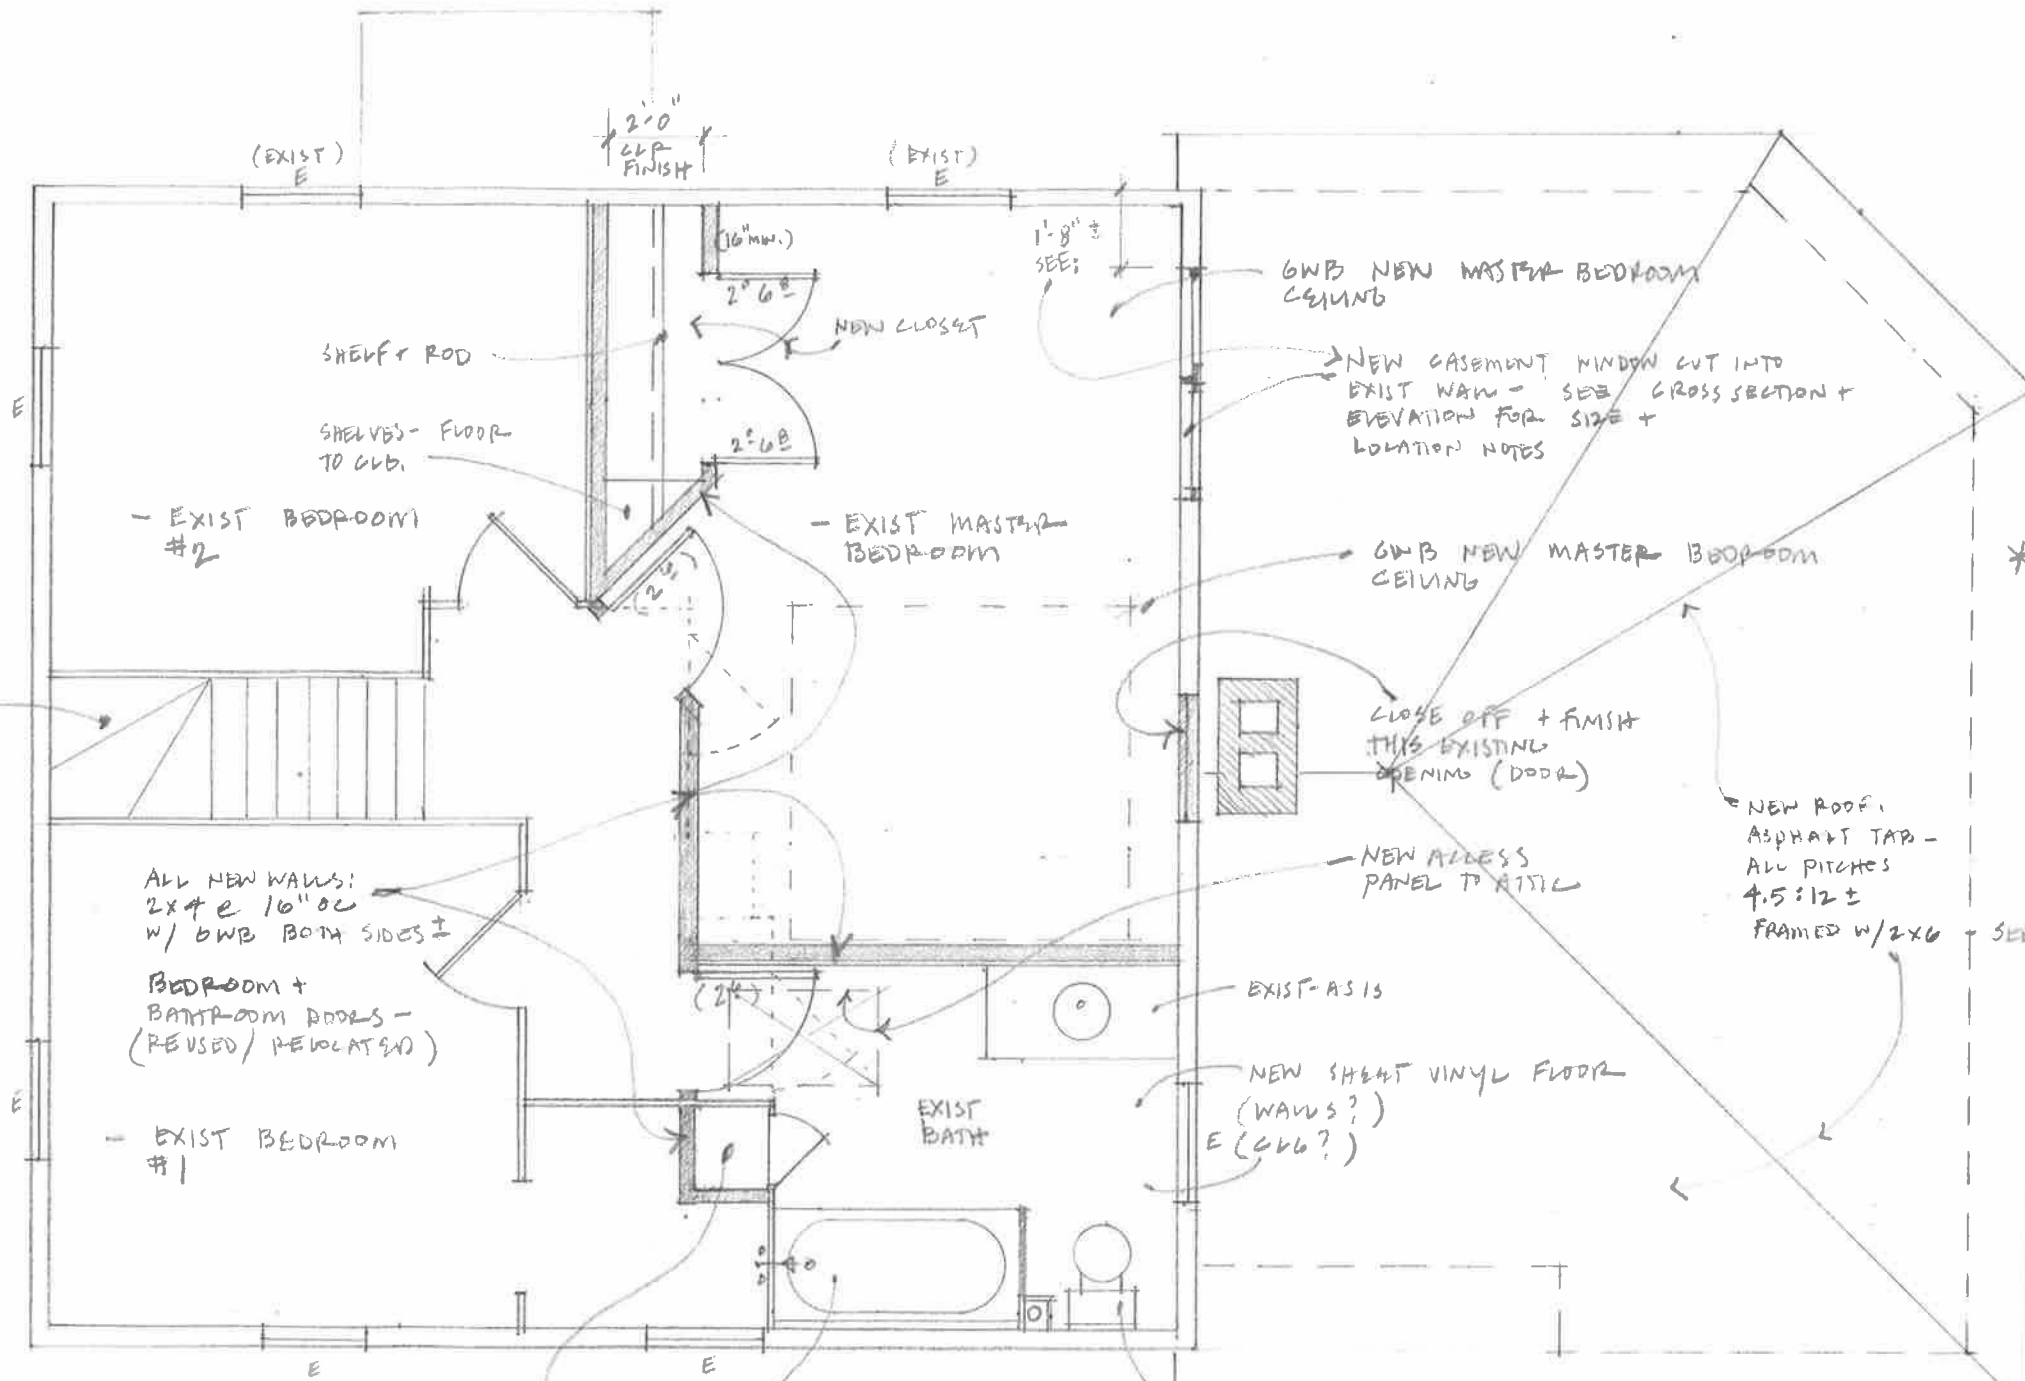 2'-0"
CLR
FINISH
(EXIST)
E
(EXIST)
E
(16" MIN.)
1'-8" ±
SEE:
2⁰ 6⁸
NEW CLOSET
SHELF + ROD
SHELVES - FLOOR
TO CLG.
2⁶ 6⁸
GWB NEW MASTER BEDROOM
CEILING
NEW CASEMENT WINDOW CUT INTO
EXIST WALL - SEE CROSS SECTION +
ELEVATION FOR SIZE +
LOCATION NOTES
E
- EXIST BEDROOM
#2
- EXIST MASTER
BEDROOM
GWB NEW MASTER BEDROOM
CEILING
*
CLOSE OFF + FINISH
THIS EXISTING
OPENING (DOOR)
NEW ROOF:
ASPHALT TAB -
ALL PITCHES
4.5:12 ±
FRAMED W/2X6 - SEE
NEW ACCESS
PANEL TO ATTIC
ALL NEW WALLS:
2X4 @ 16" OC
W/ GWB BOTH SIDES ±
BEDROOM +
BATHROOM DOORS -
(REUSED/ RELOCATED)
EXIST - AS IS
NEW SHEET VINYL FLOOR
(WALLS?)
E (CLG?)
EXIST
BATH
E
- EXIST BEDROOM
#1
E
E